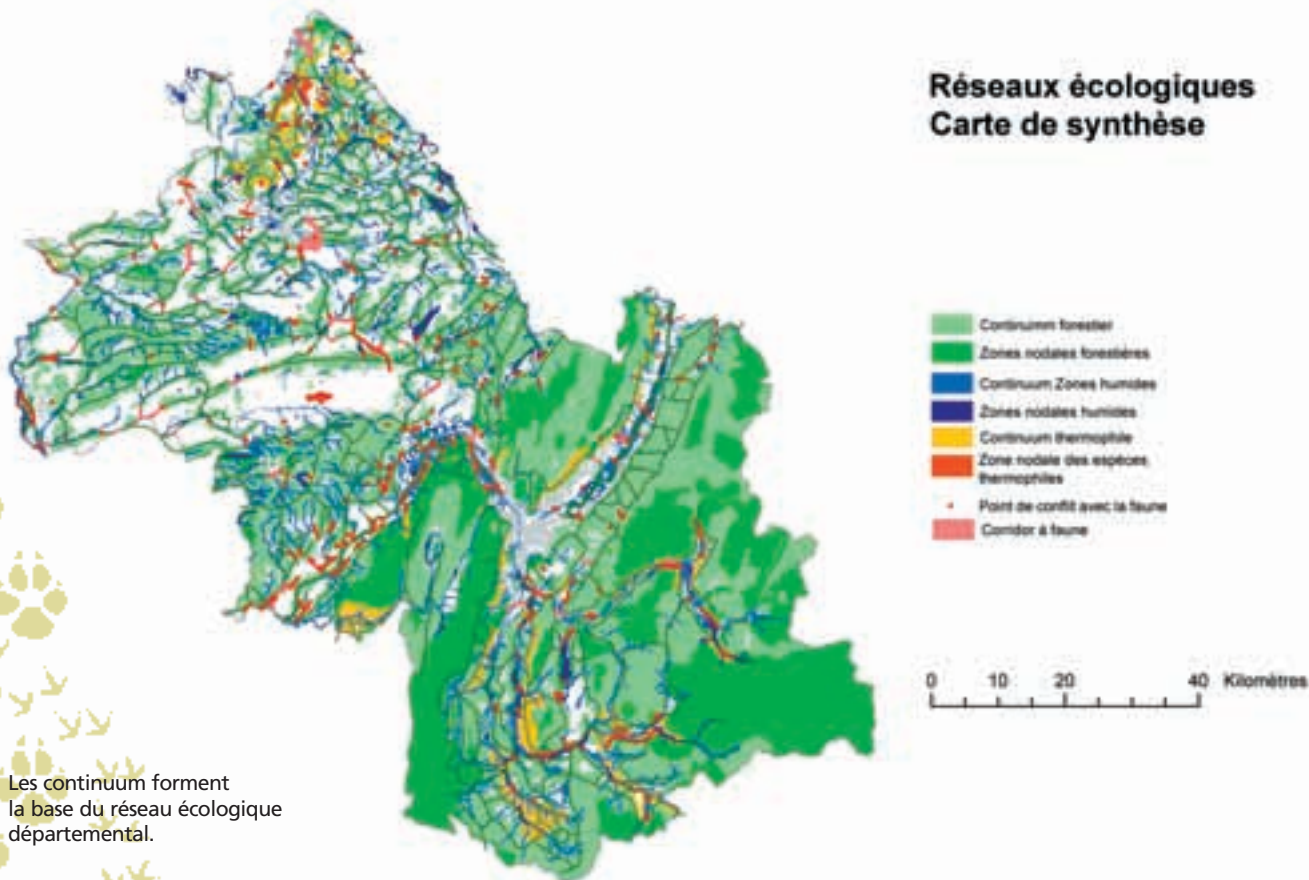 Réseaux écologiques
Carte de synthèse
Continuimm forestier
Zones nodales forestières
Continuum Zones humides
Zones nodales humides
Continuum thermophile
Zone nodale des espèces
thermophiles
Point de conflit avec la faune
Corridor à faune
0 10 20 40 Kilomètres
Les continuum forment
la base du réseau écologique
départemental.